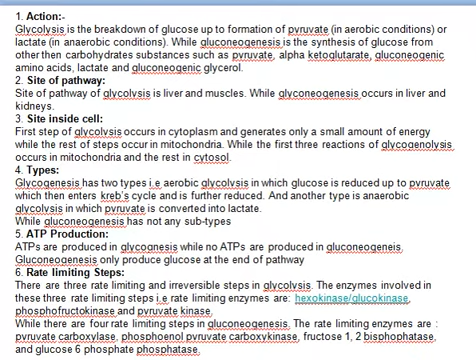 1. Action:-
Glycolysis is the breakdown of glucose up to formation of pyruvate (in aerobic conditions) or
lactate (in anaerobic conditions). While gluconeogenesis is the synthesis of glucose from
other then carbohydrates substances such as pyruvate, alpha ketoglutarate, gluconeogenic
amino acids, lactate and gluconeogenic glycerol.
2. Site of pathway:
Site of pathway of glycolysis is liver and muscles. While glyconeogenesis occurs in liver and
kidneys.
3. Site inside cell:
First step of glycolysis occurs in cytoplasm and generates only a small amount of energy
while the rest of steps occur in mitochondria. While the first three reactions of glycogenolysis
occurs in mitochondria and the rest in cytosol.
4. Types:
Glycogenesis has two types i.e aerobic glycolysis in which glucose is reduced up to pyruvate
which then enters kreb's cycle and is further reduced. And another type is anaerobic
glycolysis in which pyruvate is converted into lactate.
While gluconeogenesis has not any sub-types
5. ATP Production:
ATPs are produced in glycognesis while no ATPs are produced in gluconeogeneis,
Gluconeogenesis only produce glucose at the end of pathway
6. Rate limiting Steps:
There are three rate limiting and irreversible steps in glycolysis. The enzymes involved in
these three rate limiting steps i.e rate limiting enzymes are: hexokinase/glucokinase,
phosphofructokinase and pyruvate kinase.
While there are four rate limiting steps in gluconeogenesis. The rate limiting enzymes are :
pyruvate carboxylase, phosphoenol pyruvate carboxykinase, fructose 1, 2 bisphophatase,
and glucose 6 phosphate phosphatase.